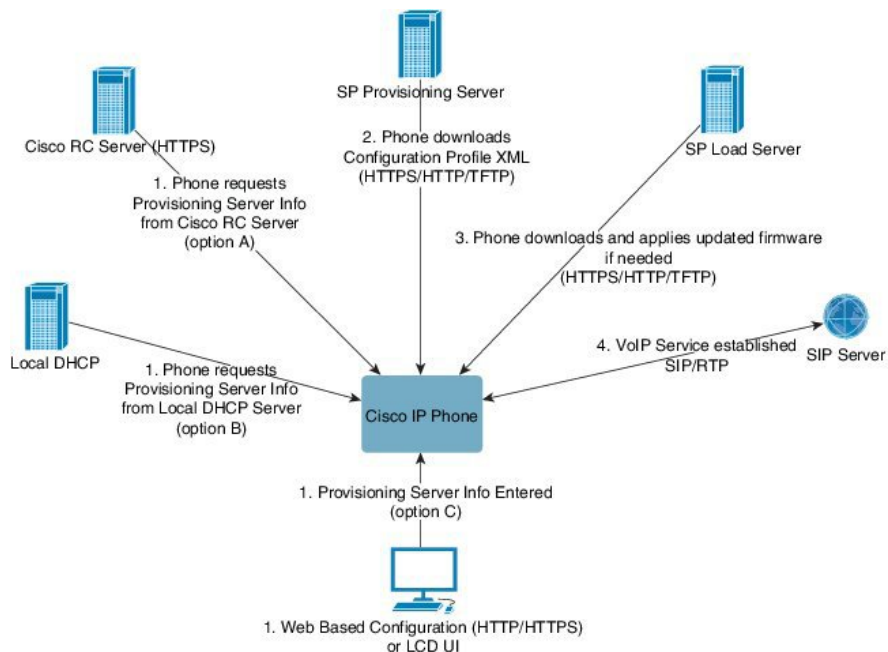 SP Provisioning Server
Cisco RC Server (HTTPS)
SP Load Server
1. Phone requests
Provisioning Server Info
from Cisco RC Server
(option A)
2. Phone downloads
Configuration Profile XML
(HTTPS/HTTP/TFTP)
3. Phone downloads and applies updated firmware
if needed
(HTTPS/HTTP/TFTP)
Local DHCP
1. Phone requests
Provisioning Server Info
from Local DHCP Server
(option B)
4. VoIP Service established
SIP/RTP
SIP Server
Cisco IP Phone
1. Provisioning Server Info Entered
(option C)
1. Web Based Configuration (HTTP/HTTPS)
or LCD UI